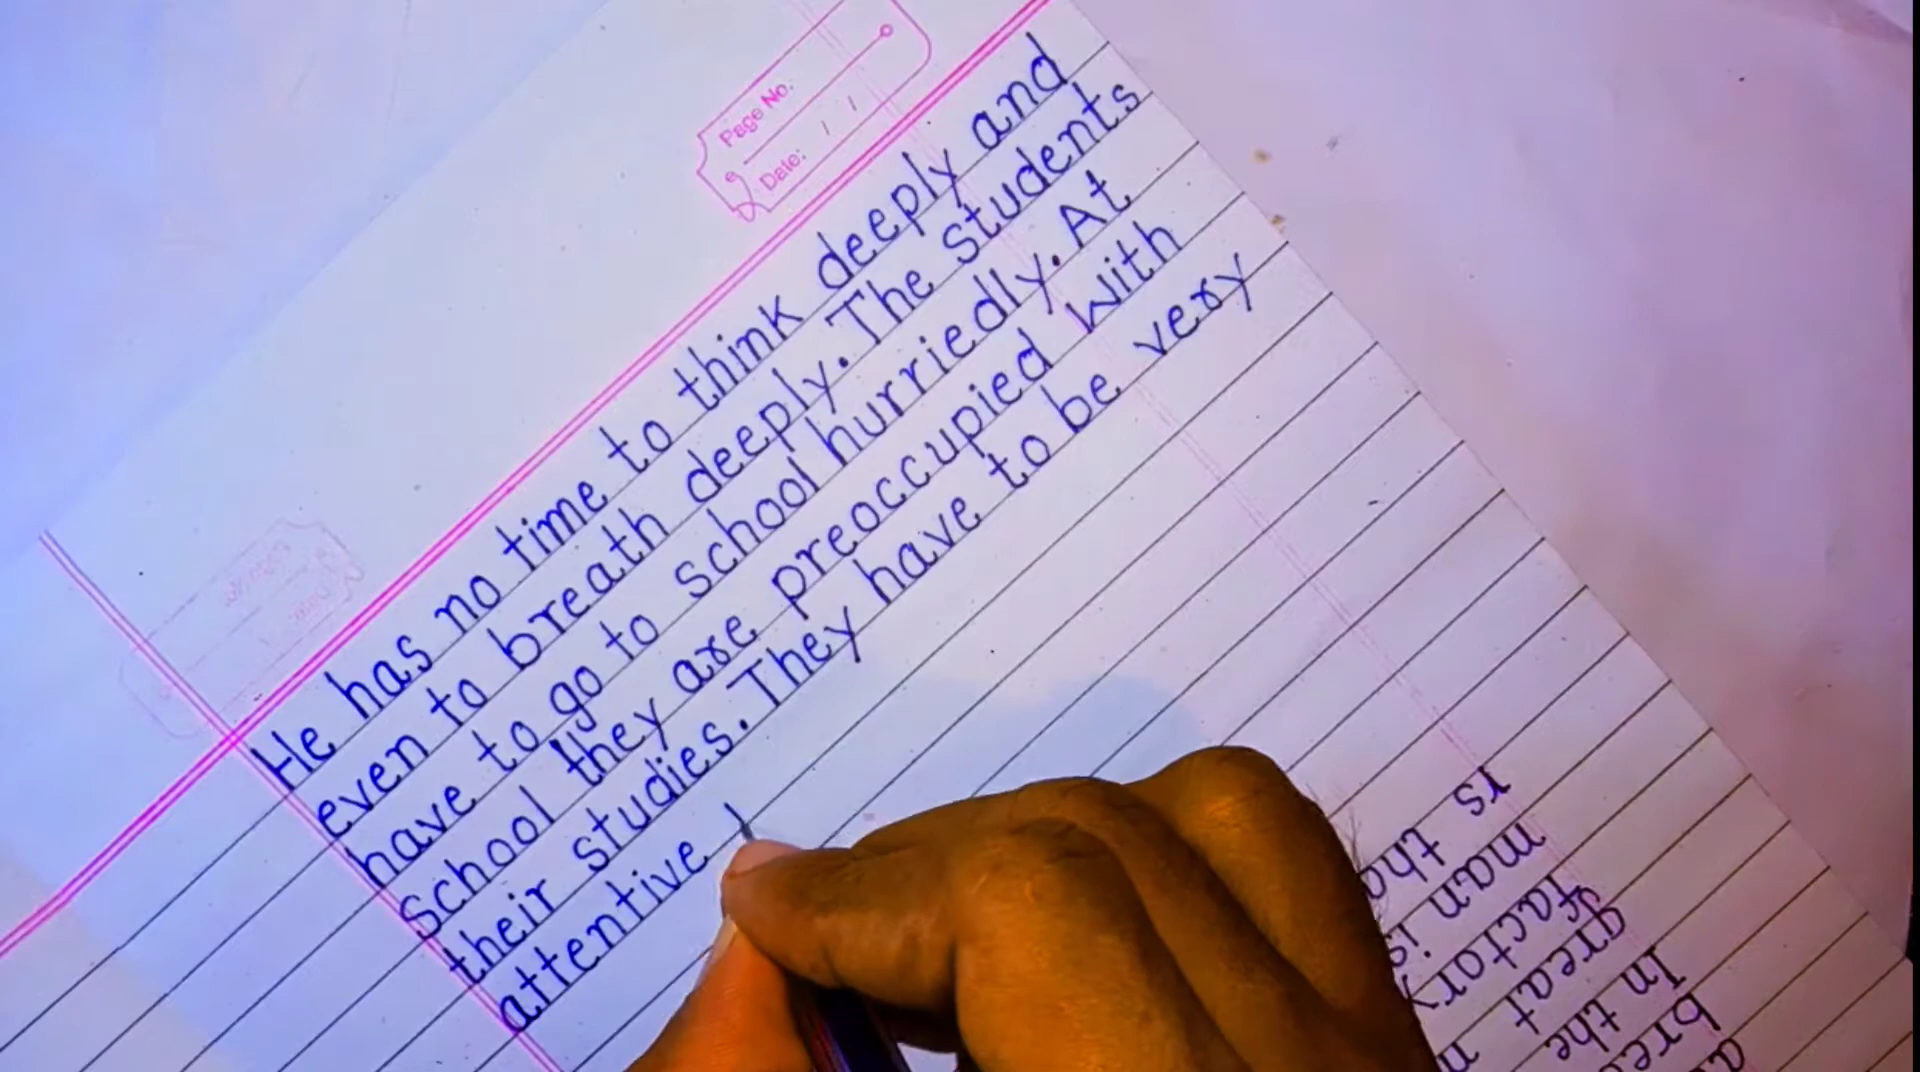 Page No.
Date: / /
He has no time to think deeply and
even to breath deeply. The students
have to go to school hurriedly. At
School they are preoccupied with
their studies. They have to be very
attentive
is
man is
factory
great
In the